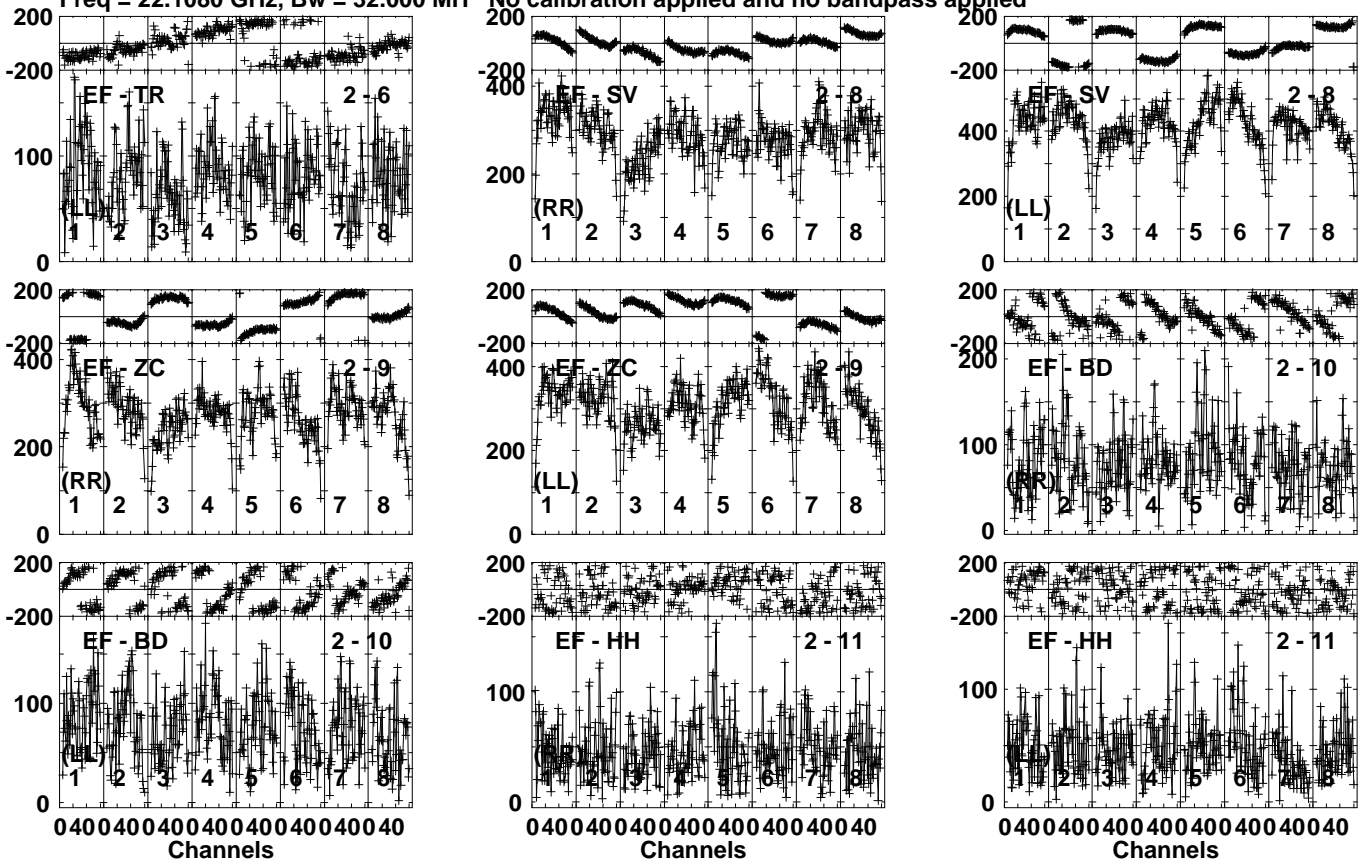 Freq = 22.1080 GHz, Bw = 32.000 MH No calibration applied and no bandpass applied
200 200 200
-200 -200 -200
EF - TR 2 - 6 400 EF - SV 2 - 8 EF - SV 2 - 8
100 200 400
200
(LL) (RR) (LL)
1 2 3 4 5 6 7 8 1 2 3 4 5 6 7 8 1 2 3 4 5 6 7 8
0 0 0
200 200 200
-200 -200 -200
400 EF - ZC 2 - 9 400 EF - ZC 2 - 9 200 EF - BD 2 - 10
200 200 100
(RR) (LL) (RR)
1 2 3 4 5 6 7 8 1 2 3 4 5 6 7 8 1 2 3 4 5 6 7 8
0 0 0
200 200 200
-200 -200 -200
EF - BD 2 - 10 EF - HH 2 - 11 EF - HH 2 - 11
100 100 100
(LL) (RR) (LL)
1 2 3 4 5 6 7 8 1 2 3 4 5 6 7 8 1 2 3 4 5 6 7 8
0 0 0
0 40 0 40 0 40 0 40 0 40 0 40 0 40 0 40 0 40 0 40 0 40 0 40 0 40 0 40 0 40 0 40 0 40 0 40 0 40 0 40 0 40 0 40 0 40 0 40
Channels Channels Channels